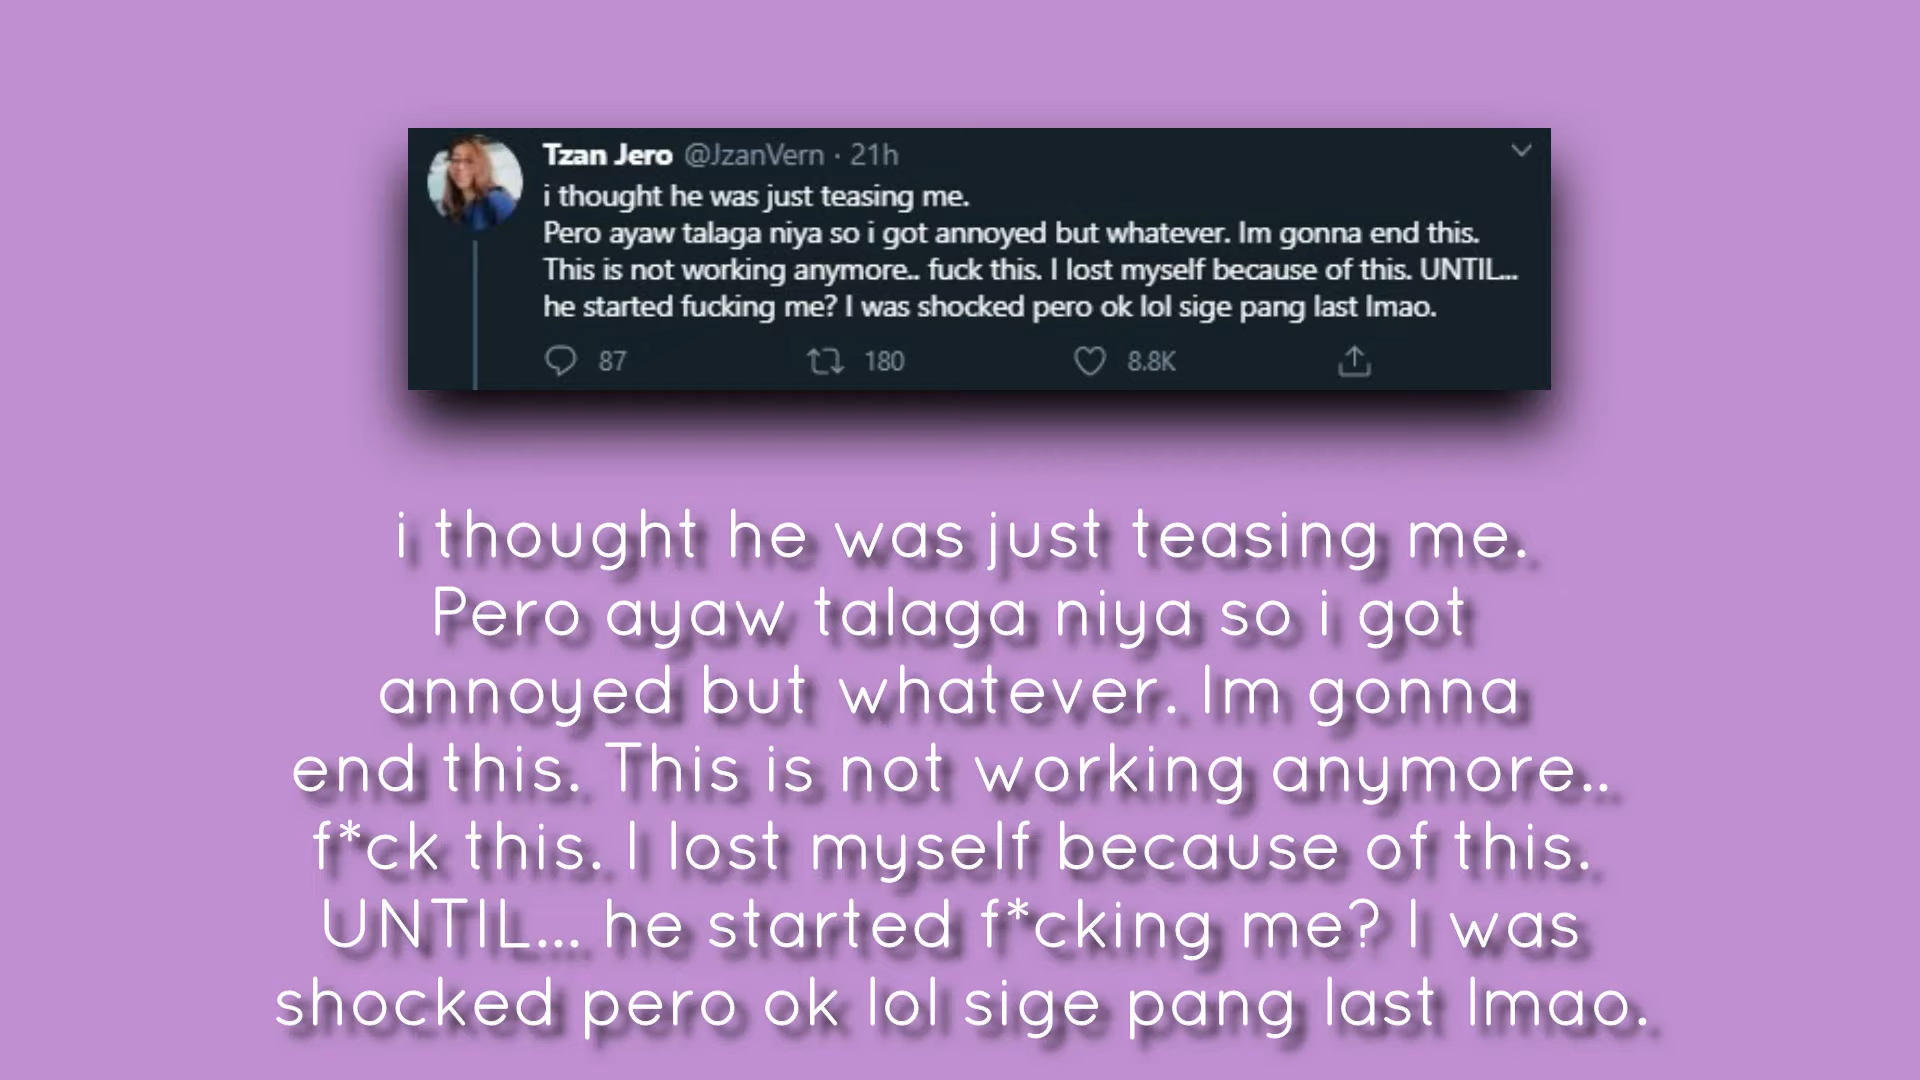 Tzan Jero @JzanVern · 21h
i thought he was just teasing me.
Pero ayaw talaga niya so i got annoyed but whatever. Im gonna end this.
This is not working anymore.. fuck this. I lost myself because of this. UNTIL...
he started fucking me? I was shocked pero ok lol sige pang last lmao.
87 180 8.8K
i thought he was just teasing me.
Pero ayaw talaga niya so i got
annoyed but whatever. Im gonna
end this. This is not working anymore..
f*ck this. I lost myself because of this.
UNTIL... he started f*cking me? I was
shocked pero ok lol sige pang last lmao.